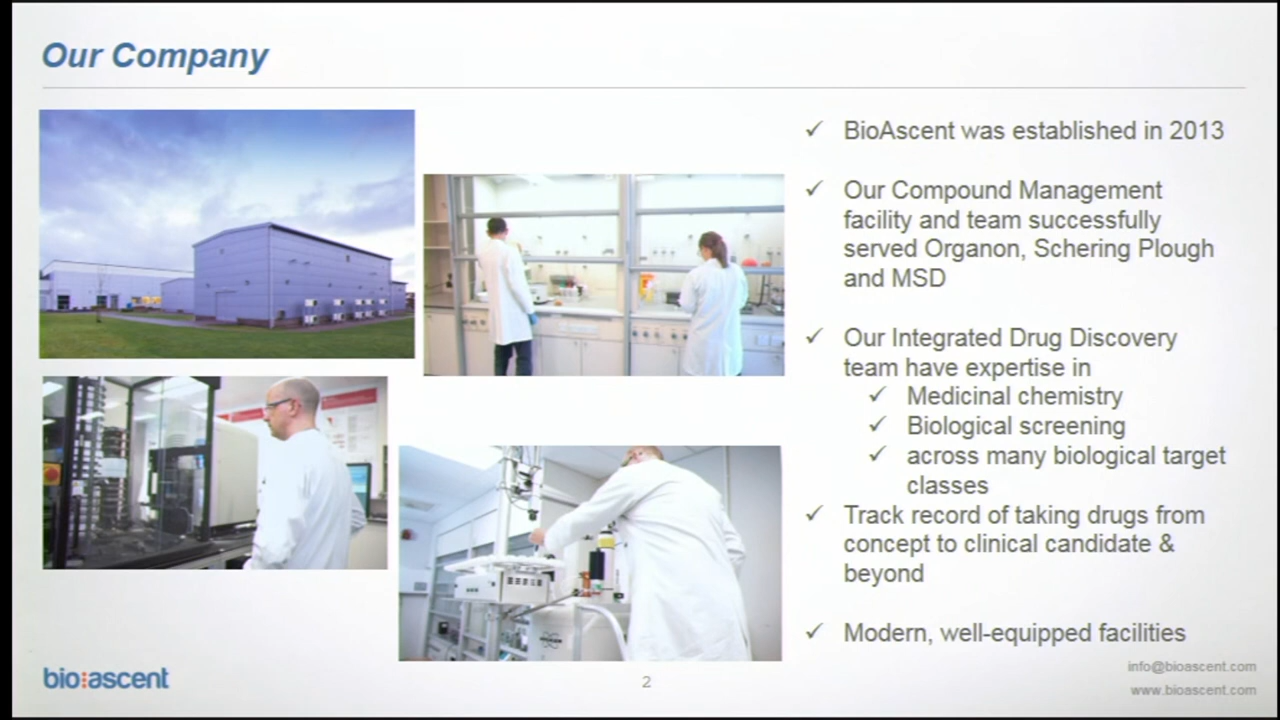 Our Company
✓ BioAscent was established in 2013
✓ Our Compound Management
facility and team successfully
served Organon, Schering Plough
and MSD
✓ Our Integrated Drug Discovery
team have expertise in
✓ Medicinal chemistry
✓ Biological screening
✓ across many biological target
classes
✓ Track record of taking drugs from
concept to clinical candidate &
beyond
✓ Modern, well-equipped facilities
bio:ascent
2
info@bioascent.com
www.bioascent.com